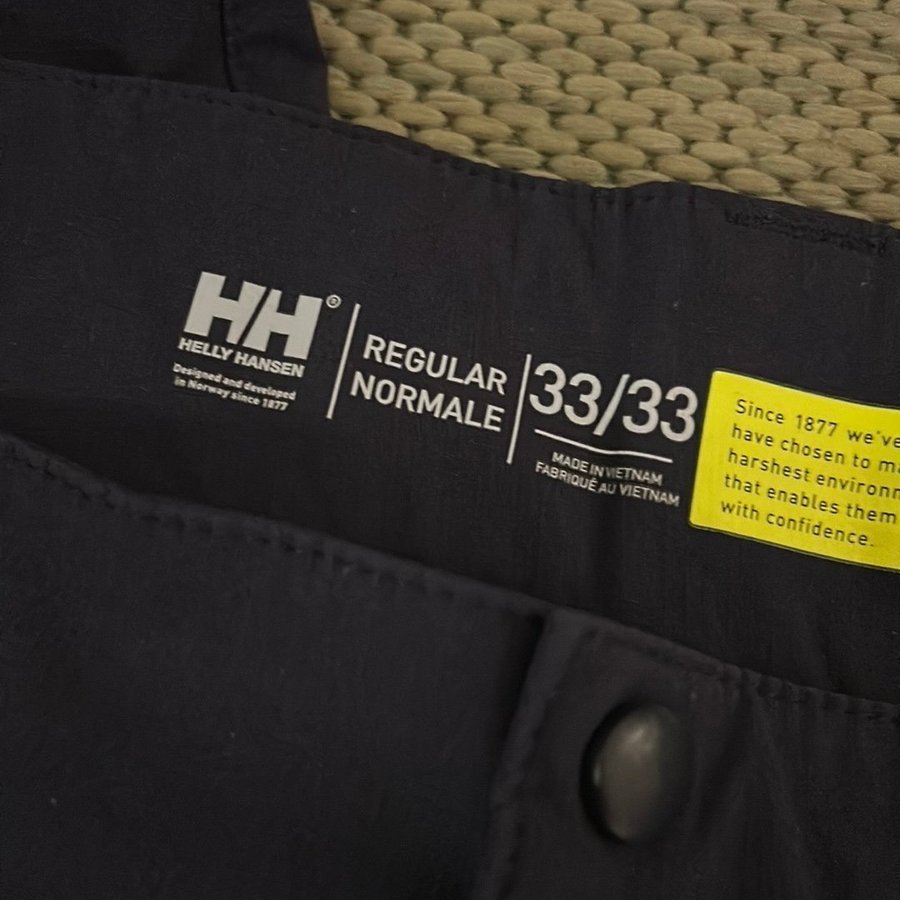 HH®
HELLY HANSEN
Designed and developed
in Norway since 1877
REGULAR
NORMALE
33/33
MADE IN VIETNAM
FABRIQUÉ AU VIETNAM
Since 1877 we've
have chosen to
harshest
that enables them
with confidence.